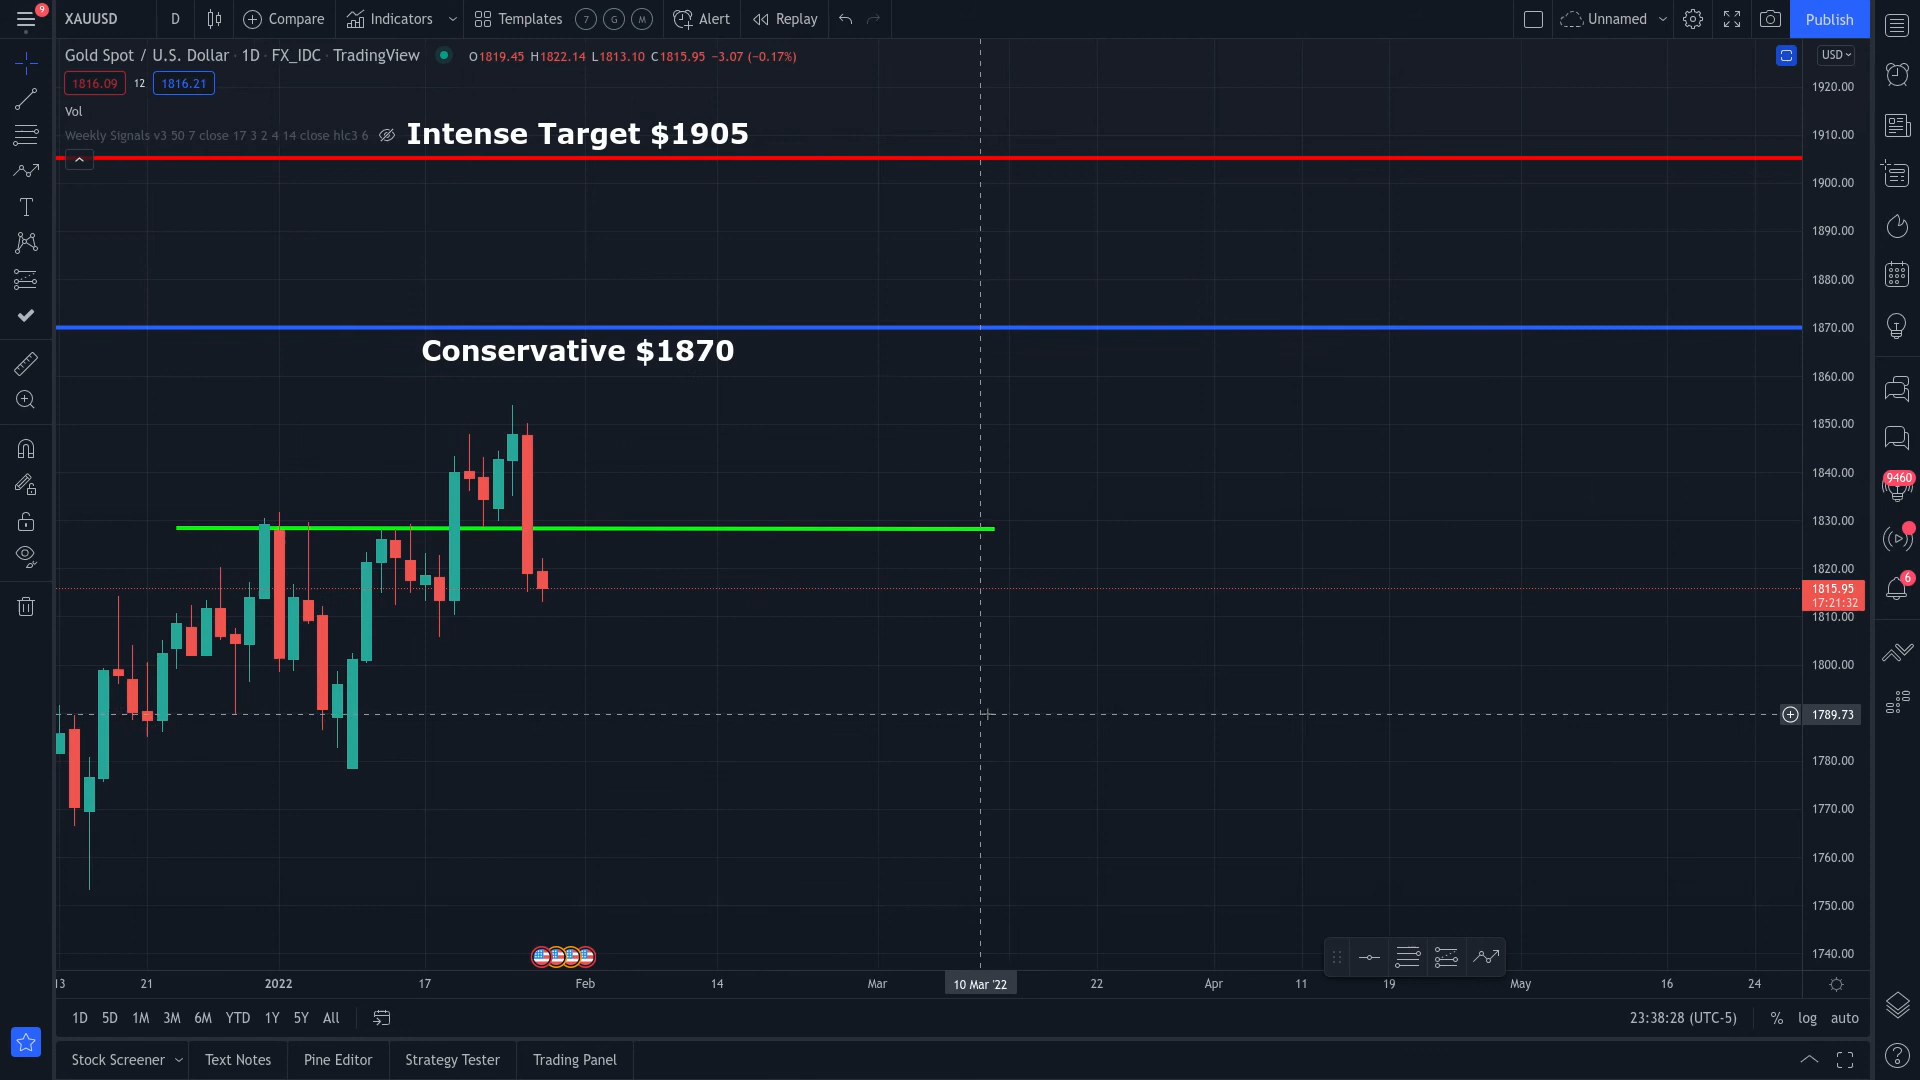 9
XAUUSD D Compare Indicators Templates 7 G M Alert Replay Unnamed Publish
Gold Spot / U.S. Dollar · 1D · FX_IDC · TradingView O1819.45 H1822.14 L1813.10 C1815.95 −3.07 (−0.17%) USD
1816.09 12 1816.21
1920.00
Vol
Weekly Signals v3 50 7 close 17 3 2 4 14 close hlc3 6
Intense Target $1905
1910.00
1900.00
1890.00
1880.00
1870.00
Conservative $1870
1860.00
1850.00
1840.00
9460
1830.00
1820.00
6
1815.95
17:21:32
1810.00
1800.00
1789.73
1780.00
1770.00
1760.00
1750.00
1740.00
13 21 2022 17 Feb 14 Mar 10 Mar '22 22 Apr 11 19 May 16 24
1D 5D 1M 3M 6M YTD 1Y 5Y All 23:38:28 (UTC-5) % log auto
Stock Screener Text Notes Pine Editor Strategy Tester Trading Panel